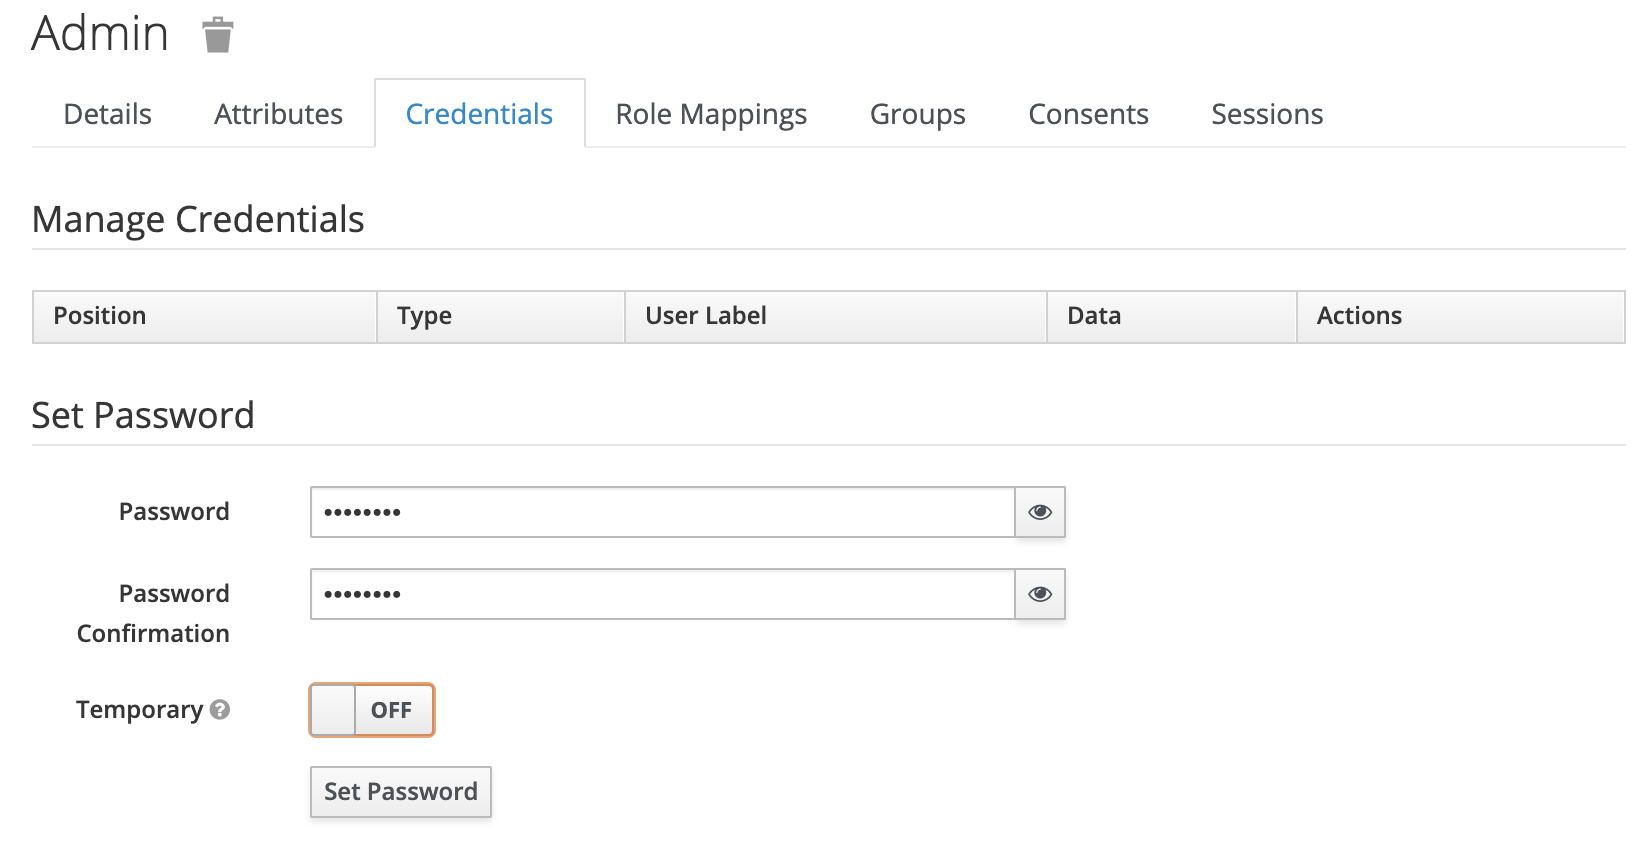 Admin
Details Attributes Credentials Role Mappings Groups Consents Sessions
Manage Credentials
Position Type User Label Data Actions
Set Password
Password ••••••••
Password Confirmation ••••••••
Temporary ? OFF
Set Password